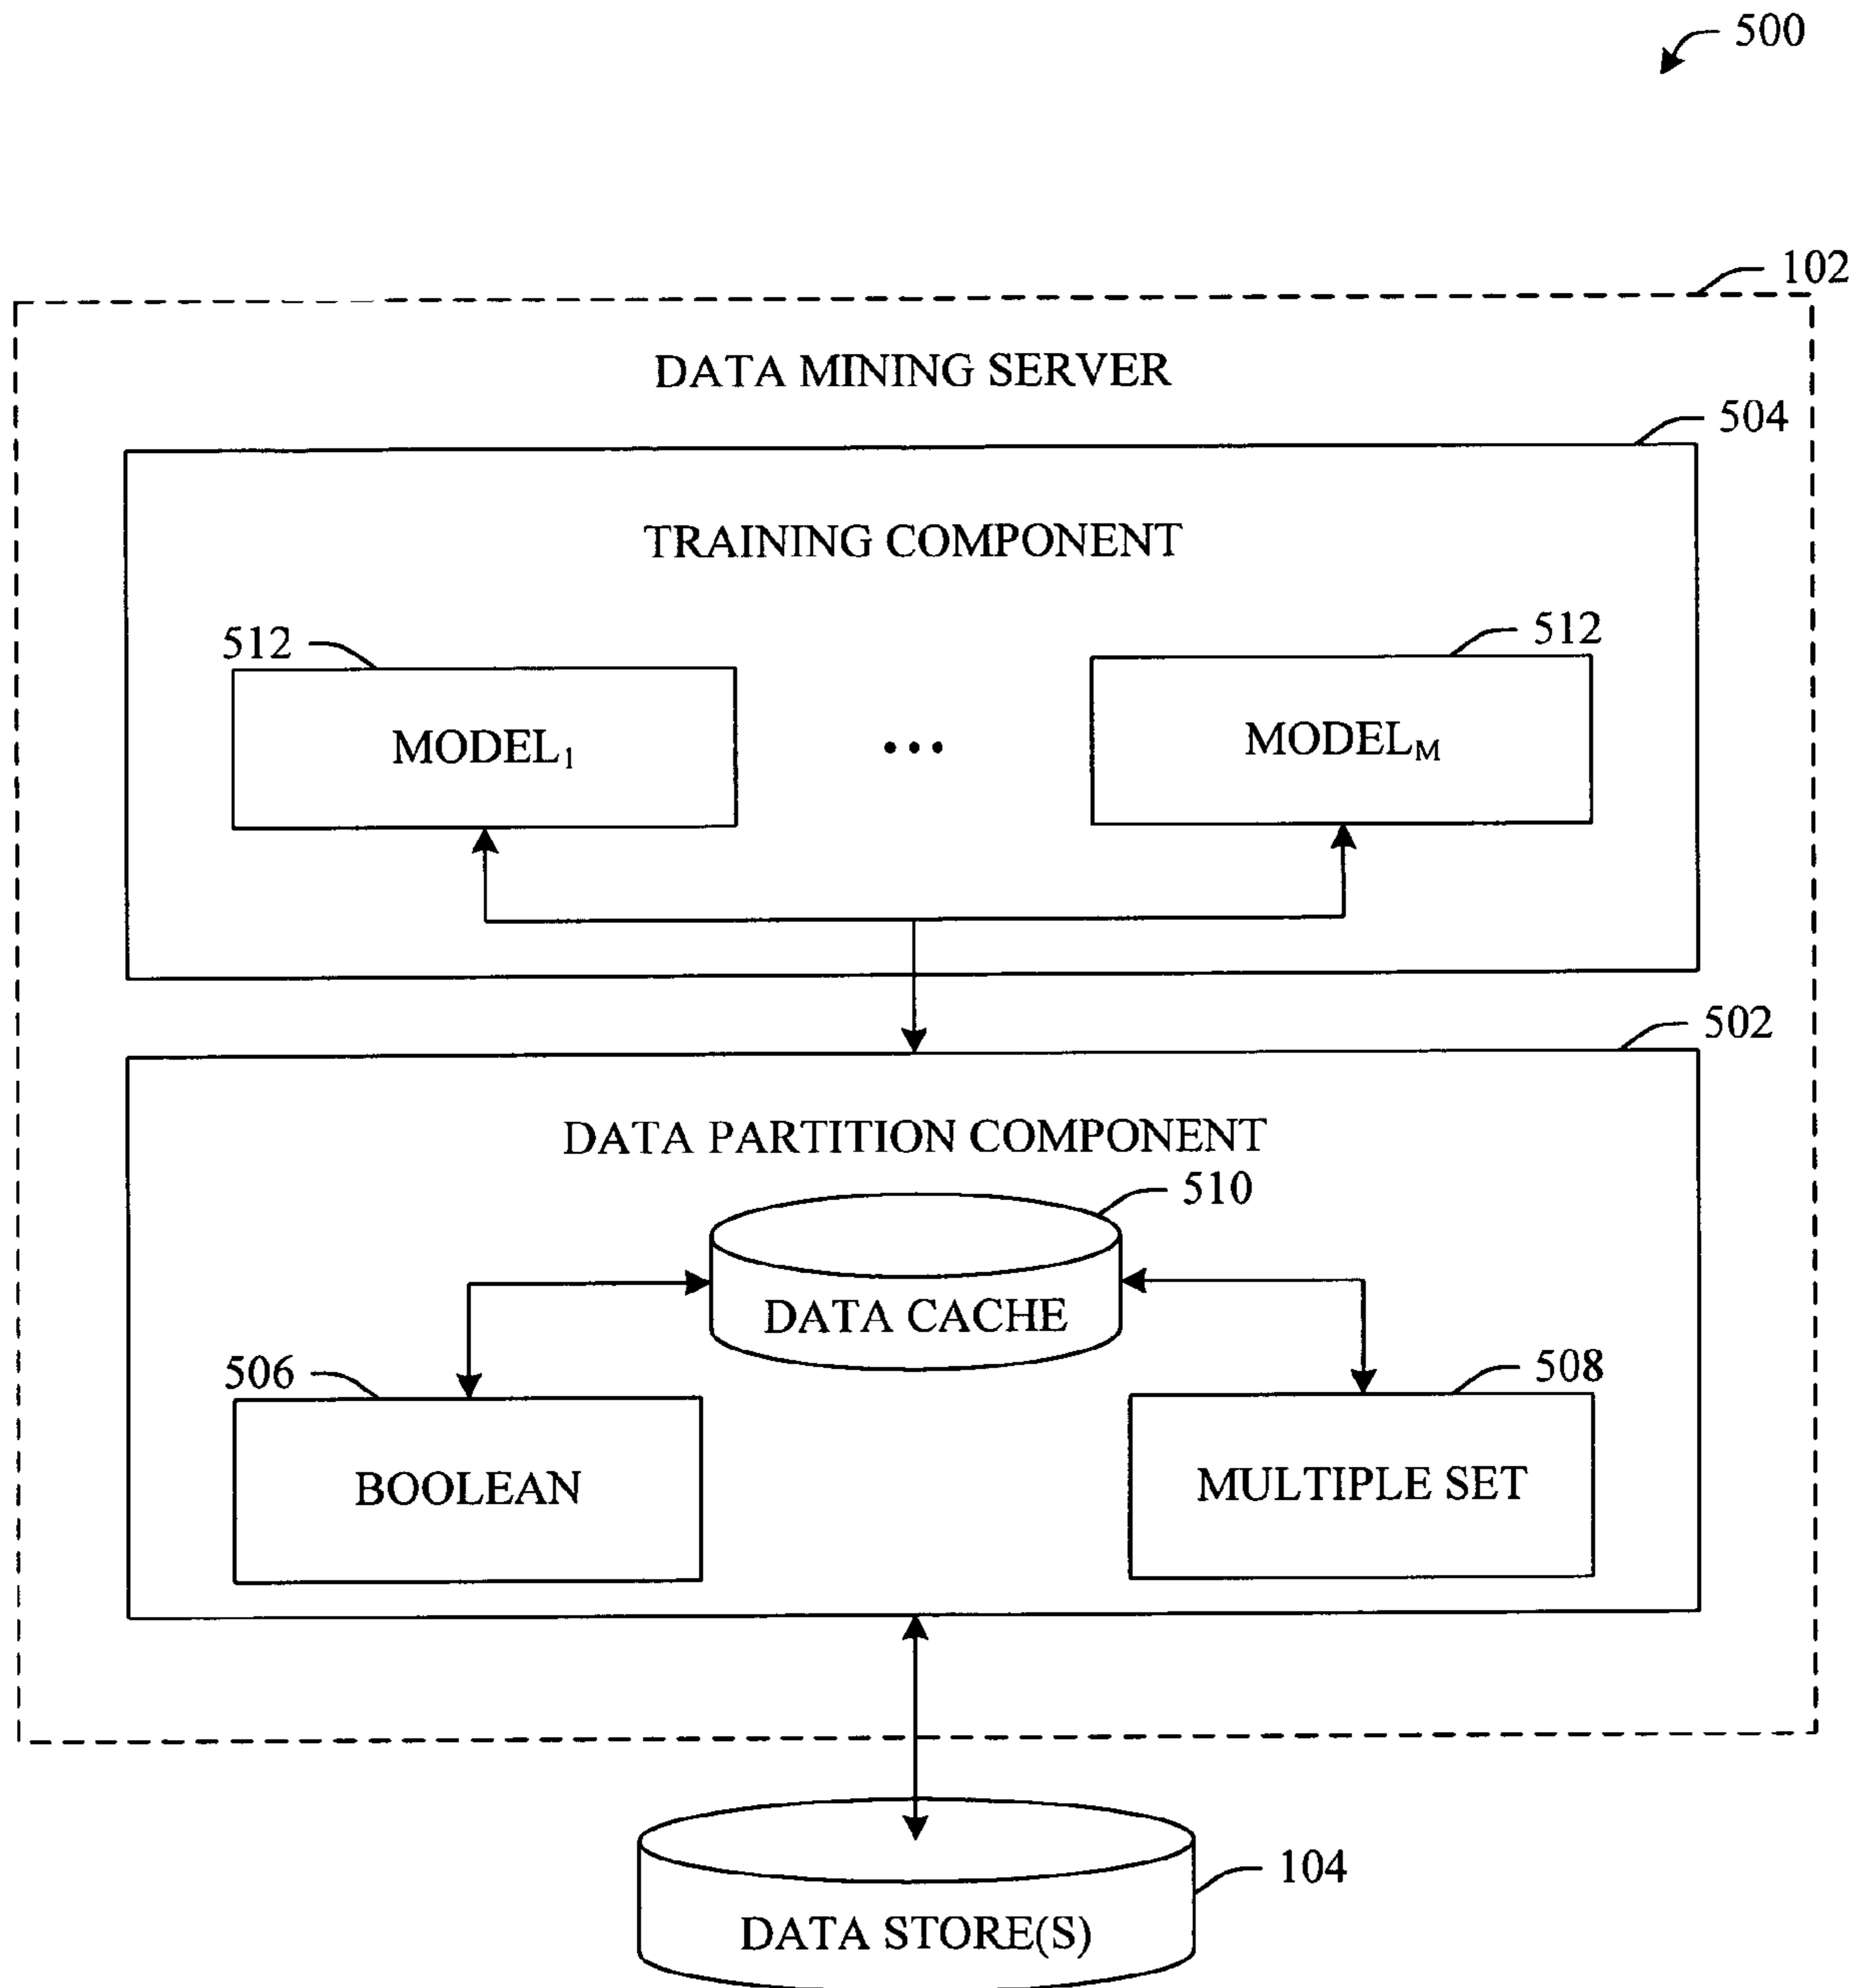 500
102
DATA MINING SERVER
504
TRAINING COMPONENT
512
512
MODEL₁
...
MODELM
502
DATA PARTITION COMPONENT
510
DATA CACHE
506
508
BOOLEAN
MULTIPLE SET
104
DATA STORE(S)